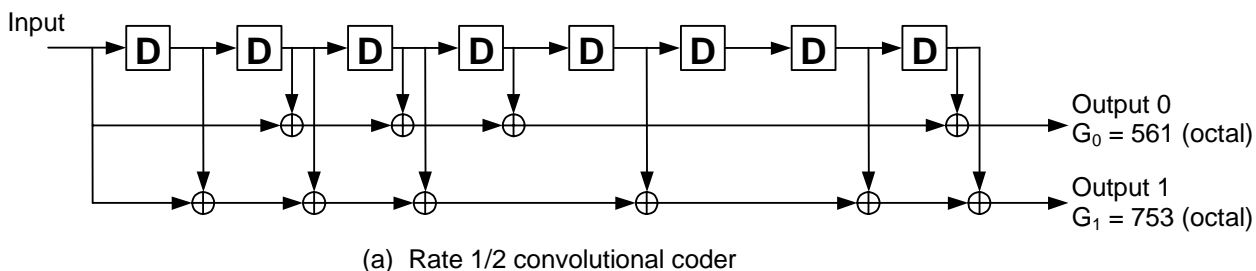 Input
D D D D D D D D
Output 0
G₀ = 561 (octal)
Output 1
G₁ = 753 (octal)
(a) Rate 1/2 convolutional coder